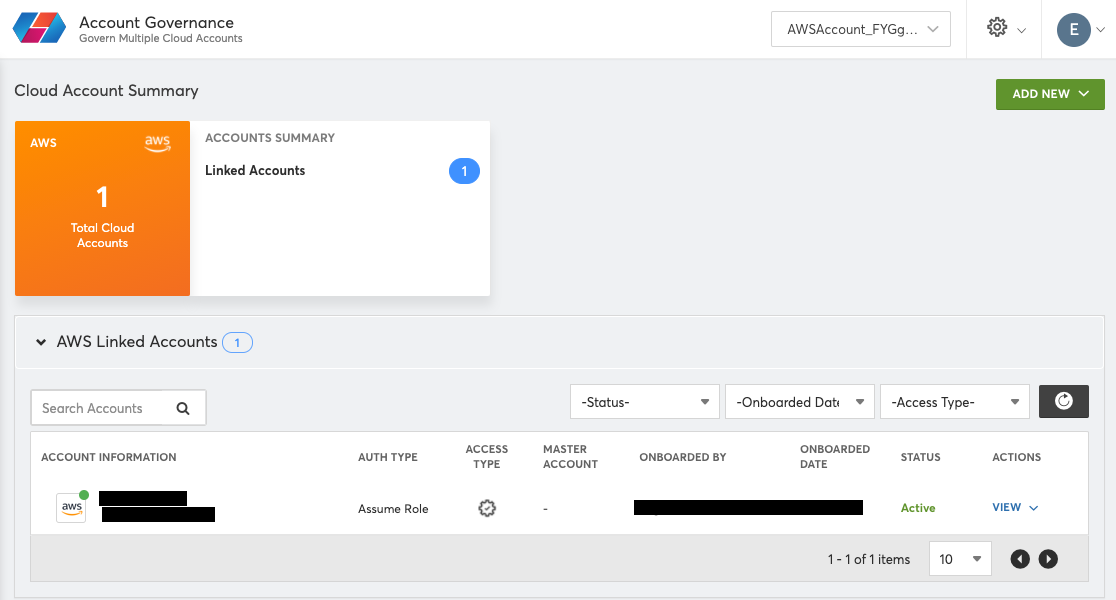 Account Governance
Govern Multiple Cloud Accounts
AWSAccount_FYGg...
E
Cloud Account Summary
ADD NEW
AWS
aws
1
Total Cloud
Accounts
ACCOUNTS SUMMARY
Linked Accounts
1
AWS Linked Accounts 1
Search Accounts
-Status-
-Onboarded Date
-Access Type-
ACCOUNT INFORMATION
AUTH TYPE
ACCESS
TYPE
MASTER
ACCOUNT
ONBOARDED BY
ONBOARDED
DATE
STATUS
ACTIONS
aws
Assume Role
-
Active
VIEW
1 - 1 of 1 items
10